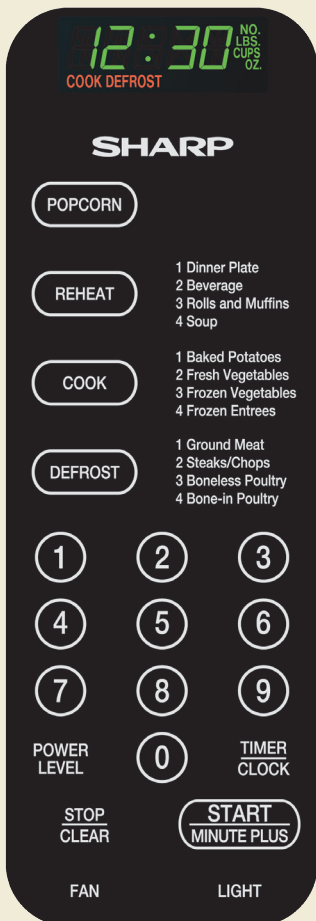 12:30
NO.
LBS.
CUPS
OZ.
COOK DEFROST
SHARP
POPCORN
REHEAT
1 Dinner Plate
2 Beverage
3 Rolls and Muffins
4 Soup
COOK
1 Baked Potatoes
2 Fresh Vegetables
3 Frozen Vegetables
4 Frozen Entrees
DEFROST
1 Ground Meat
2 Steaks/Chops
3 Boneless Poultry
4 Bone-in Poultry
1 2 3
4 5 6
7 8 9
POWER
LEVEL
0
TIMER
CLOCK
STOP
CLEAR
START
MINUTE PLUS
FAN LIGHT